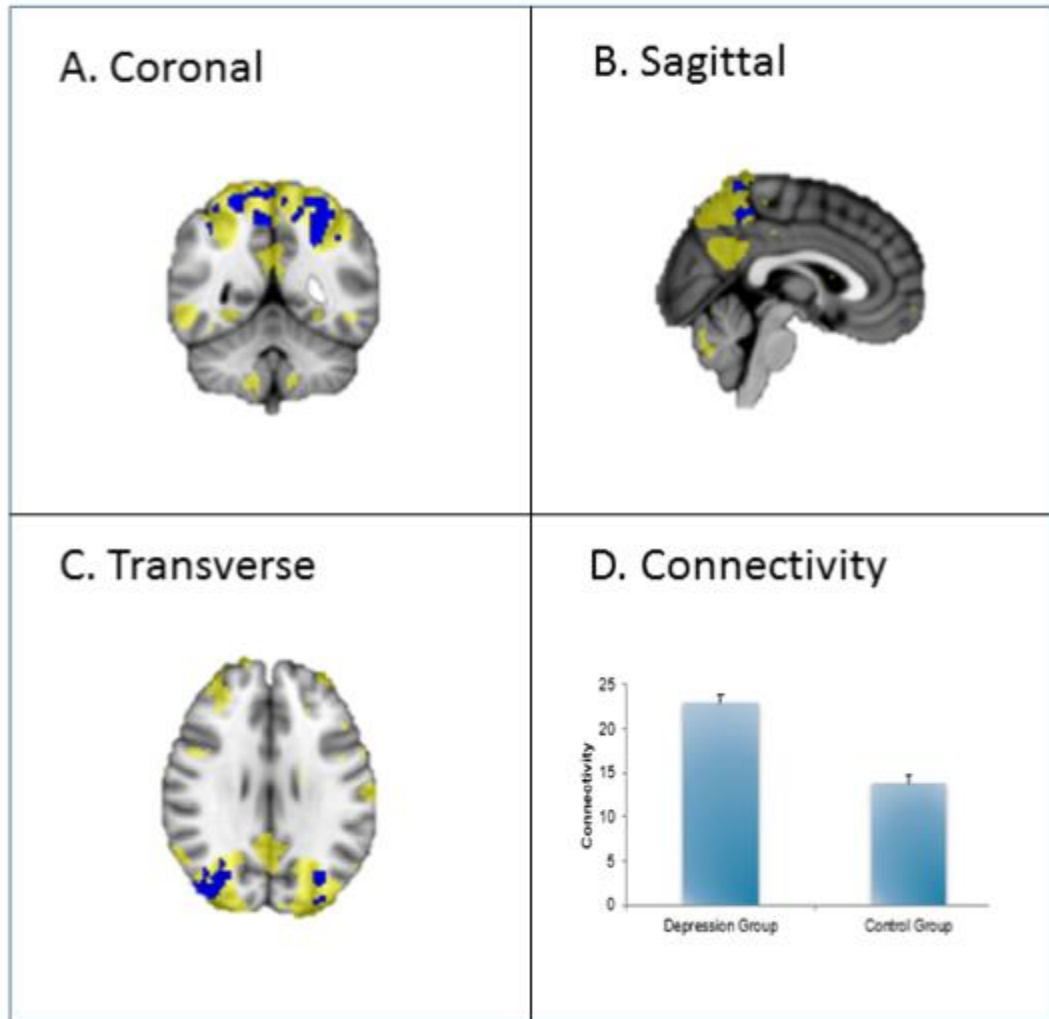 A. Coronal
B. Sagittal
C. Transverse
D. Connectivity
Connectivity
25
20
15
10
5
0
Depression Group
Control Group